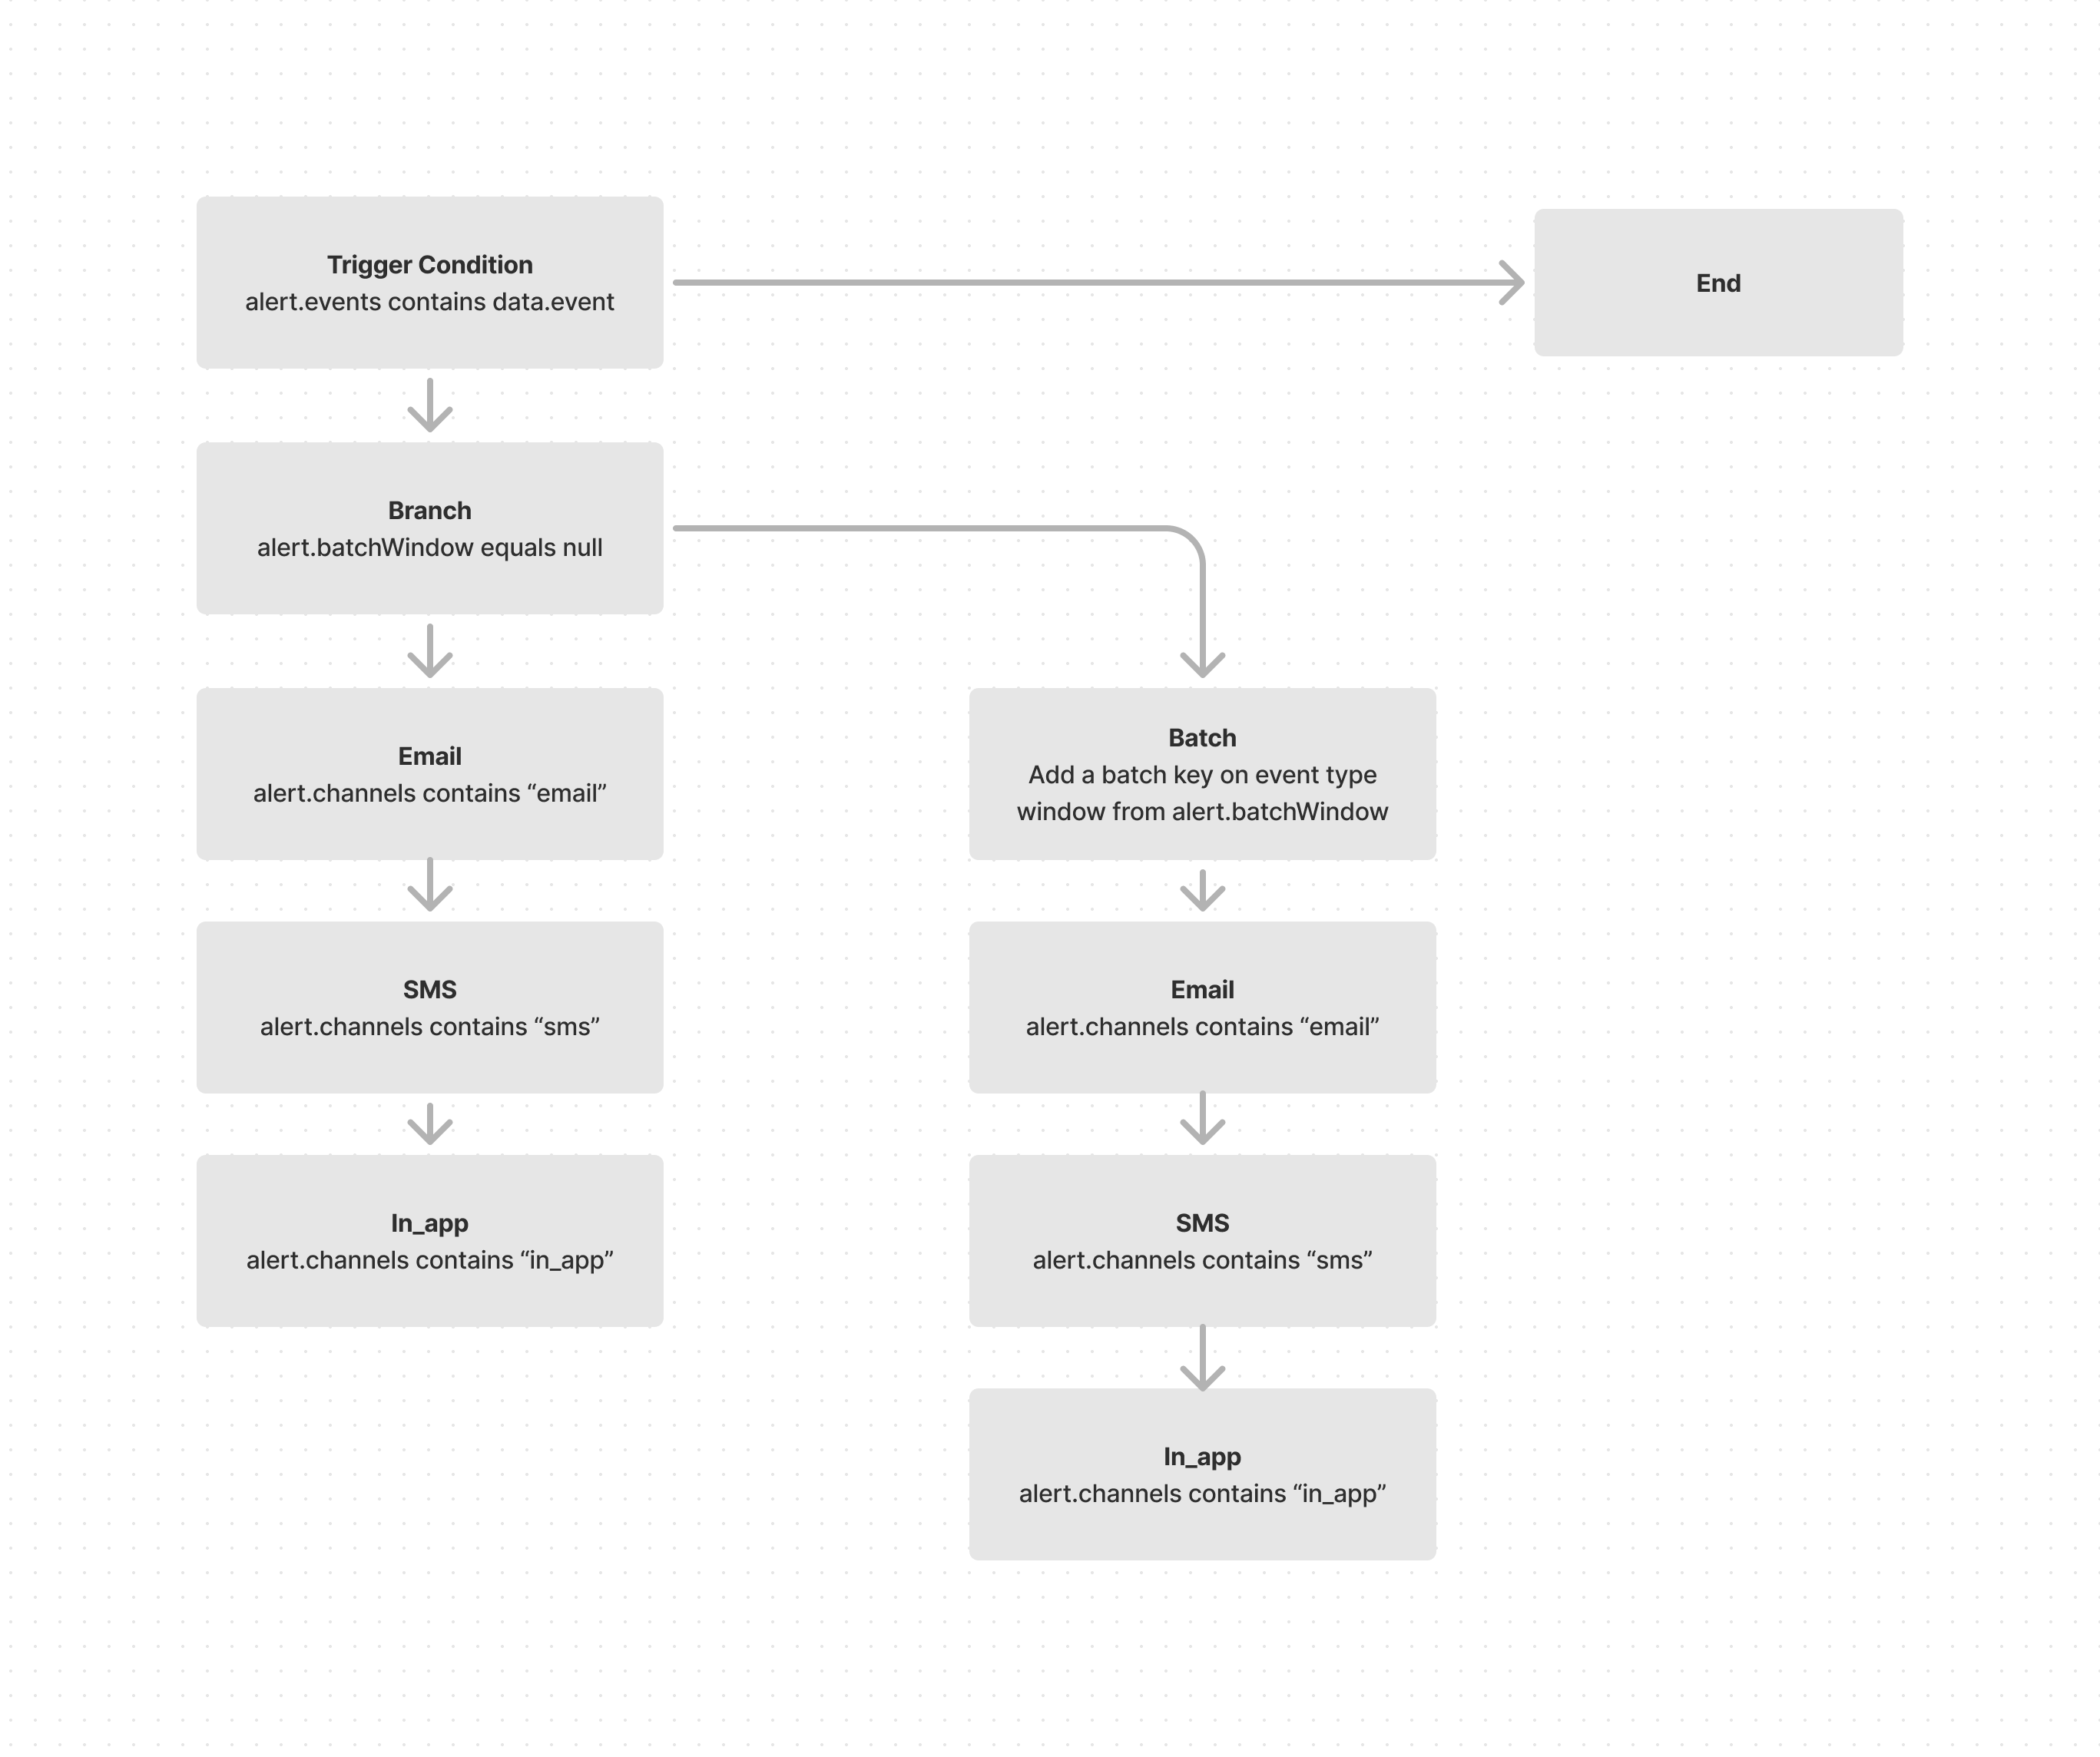 Trigger Condition
alert.events contains data.event
End
Branch
alert.batchWindow equals null
Email
alert.channels contains “email”
Batch
Add a batch key on event type
window from alert.batchWindow
SMS
alert.channels contains “sms”
Email
alert.channels contains “email”
In_app
alert.channels contains “in_app”
SMS
alert.channels contains “sms”
In_app
alert.channels contains “in_app”